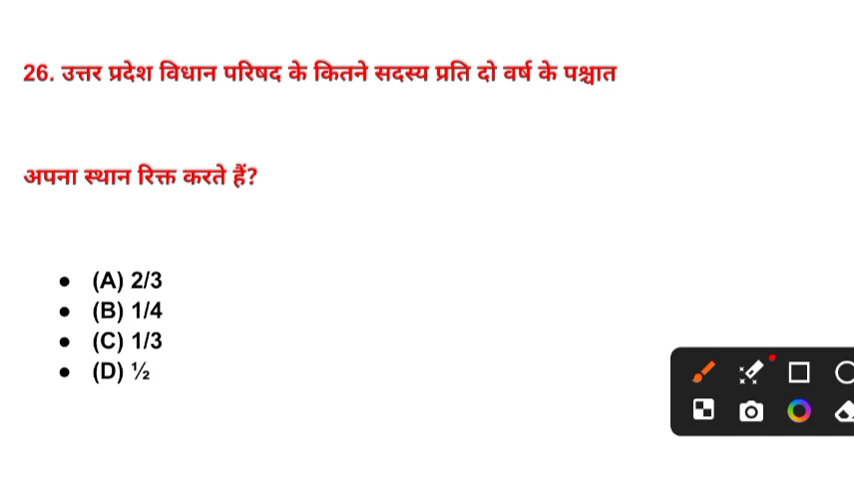 26. उत्तर प्रदेश विधान परिषद के कितने सदस्य प्रति दो वर्ष के पश्चात
अपना स्थान रिक्त करते हैं?
● (A) 2/3
● (B) 1/4
● (C) 1/3
● (D) ½